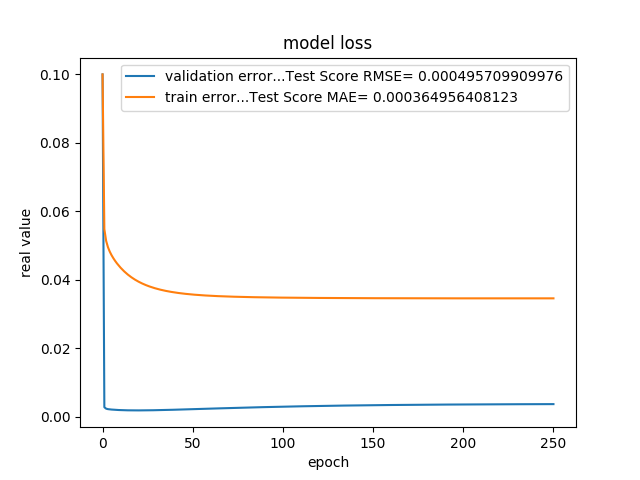 model loss
validation error...Test Score RMSE= 0.000495709909976
train error...Test Score MAE= 0.000364956408123
real value
0.10
0.08
0.06
0.04
0.02
0.00
0 50 100 150 200 250
epoch